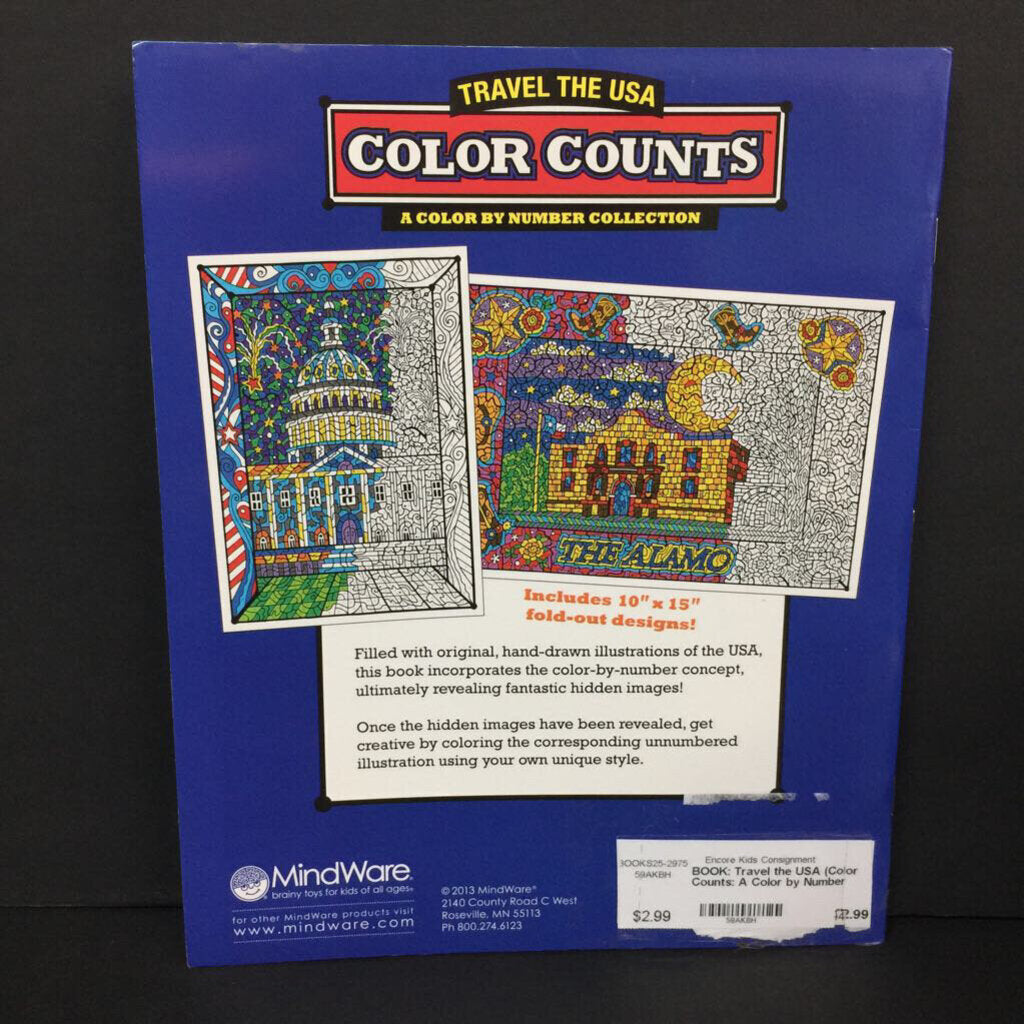 TRAVEL THE USA
COLOR COUNTS™
A COLOR BY NUMBER COLLECTION
THE ALAMO
Includes 10" x 15"
fold-out designs!
Filled with original, hand-drawn illustrations of the USA,
this book incorporates the color-by-number concept,
ultimately revealing fantastic hidden images!
Once the hidden images have been revealed, get
creative by coloring the corresponding unnumbered
illustration using your own unique style.
MindWare®
brainy toys for kids of all ages®
for other MindWare products visit
www.mindware.com
© 2013 MindWare®
2140 County Road C West
Roseville, MN 55113
Ph 800.274.6123
BOOKS25-2975
59AKBH
Encore Kids Consignment
BOOK: Travel the USA (Color
Counts: A Color by Number
$2.99
59AKBH